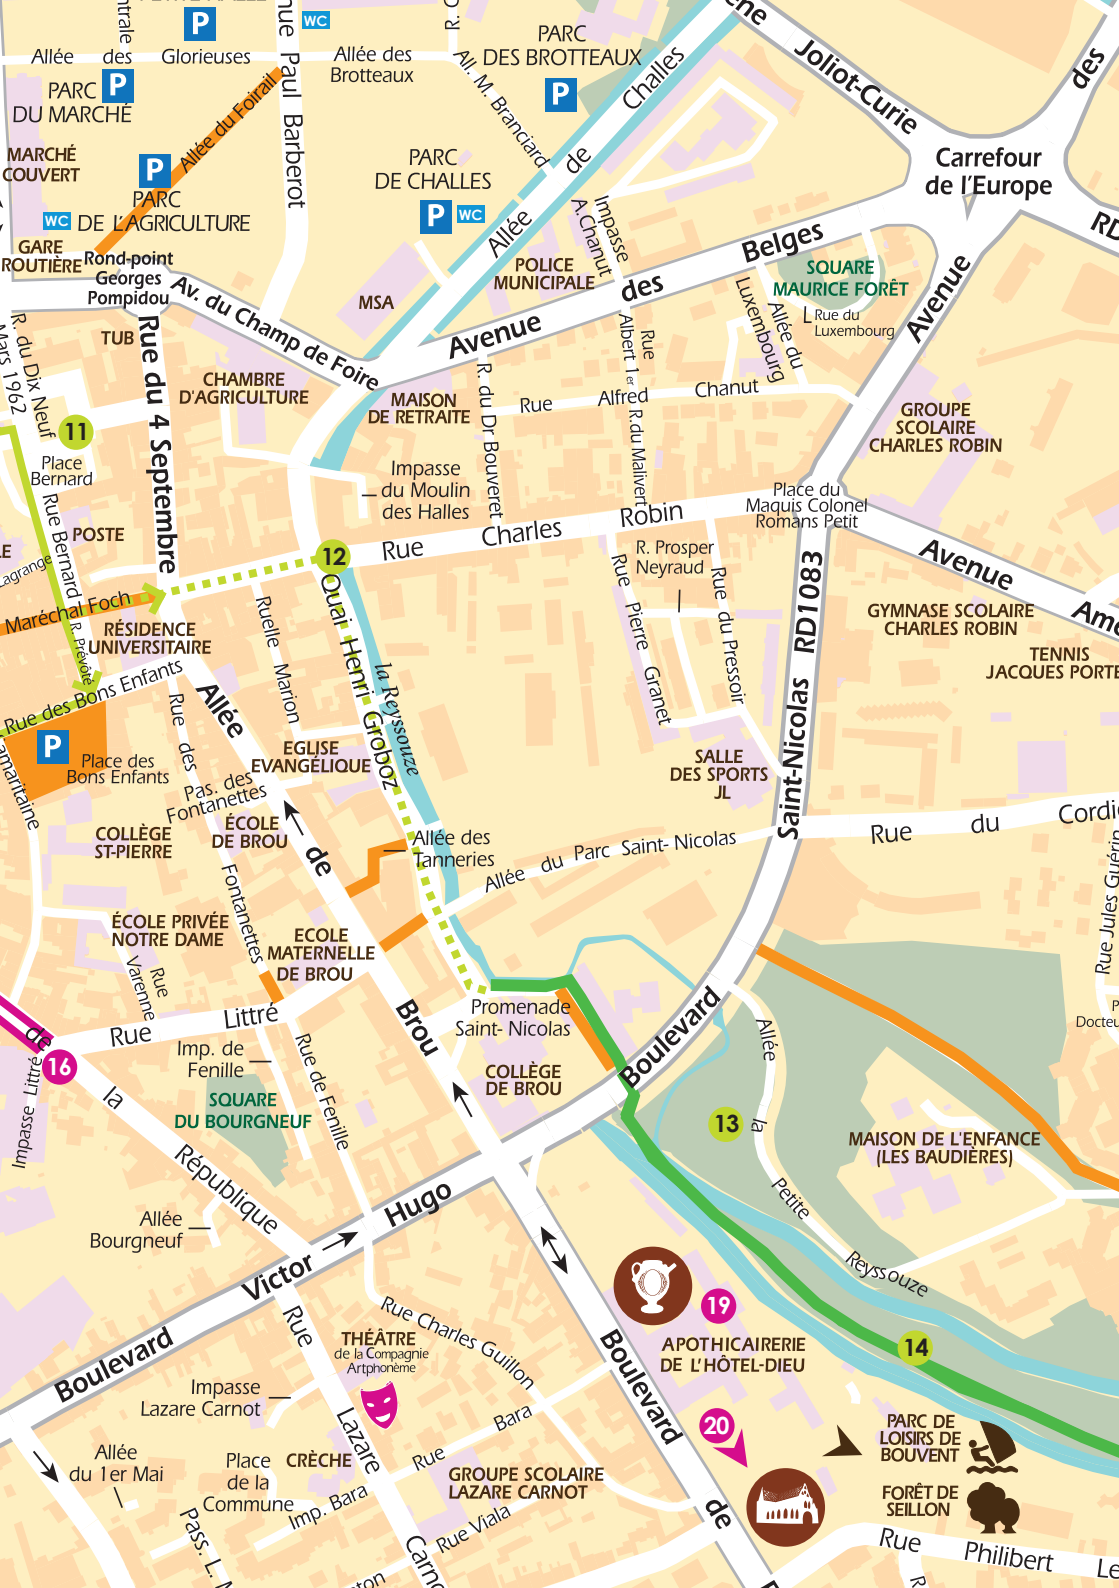 P
WC
Allée des Glorieuses
Paul Barberot
Allée des
Brotteaux
All. M. Branciard
PARC
DES BROTTEAUX
P
Allée de Challes
Joliot-Curie
des
Carrefour
de l'Europe
PARC
DU MARCHÉ
P
Allée du Foirail
MARCHÉ
COUVERT
P
PARC
DE L'AGRICULTURE
WC
PARC
DE CHALLES
P
WC
GARE
ROUTIÈRE
Rond-point
Georges
Pompidou
Av. du Champ de Foire
MSA
POLICE
MUNICIPALE
Impasse
A.Chanut
Avenue des Belges
SQUARE
MAURICE FORÊT
Rue du
Luxembourg
Allée du
Luxembourg
Avenue
TUB
Rue du 4 Septembre
R. du Dix Neuf
Mars 1962
11
Place
Bernard
CHAMBRE
D'AGRICULTURE
MAISON
DE RETRAITE
R. du Dr Bouveret
Rue Alfred Chanut
Rue
Albert 1er
R.du Malivert
GROUPE
SCOLAIRE
CHARLES ROBIN
Impasse
du Moulin
des Halles
Rue Charles Robin
Place du
Maquis Colonel
Romans Petit
POSTE
Rue Bernard
Lagrange
12
R. Prosper
Neyraud
Rue Pierre Granet
Rue du Pressoir
Avenue
GYMNASE SCOLAIRE
CHARLES ROBIN
TENNIS
Maréchal Foch
RÉSIDENCE
UNIVERSITAIRE
R. Prévôté
Rue des Bons Enfants
P
Place des
Bons Enfants
Ruelle Marion
Quai Henri Groboz
la Reyssouze
EGLISE
EVANGÉLIQUE
Pas. des
Fontanettes
Rue des Fontanettes
ÉCOLE
DE BROU
COLLÈGE
ST-PIERRE
Allée de Brou
SALLE
DES SPORTS
JL
Saint-Nicolas RD1083
Rue du
Allée des
Tanneries
Allée du Parc Saint- Nicolas
Rue Jules Guérin
ÉCOLE PRIVÉE
NOTRE DAME
ECOLE
MATERNELLE
DE BROU
Rue
Varenne
Rue Littré
Promenade
Saint- Nicolas
COLLÈGE
DE BROU
Boulevard
16
Impasse Littré
Imp. de
Fenille
Rue de Fenille
SQUARE
DU BOURGNEUF
de la République
Allée
Bourgneuf
13
Allée la Petite Reyssouze
MAISON DE L'ENFANCE
(LES BAUDIÈRES)
Boulevard Victor Hugo
19
APOTHICAIRERIE
DE L'HÔTEL-DIEU
14
Rue Charles Guillon
THÉÂTRE
de la Compagnie
Artphonème
Impasse
Lazare Carnot
Rue Lazare
Boulevard de
Allée
du 1er Mai
Place
de la
Commune
CRÈCHE
Rue Bara
Imp. Bara
GROUPE SCOLAIRE
LAZARE CARNOT
Rue Viala
20
PARC DE
LOISIRS DE
BOUVENT
FORÊT DE
SEILLON
Rue Philibert